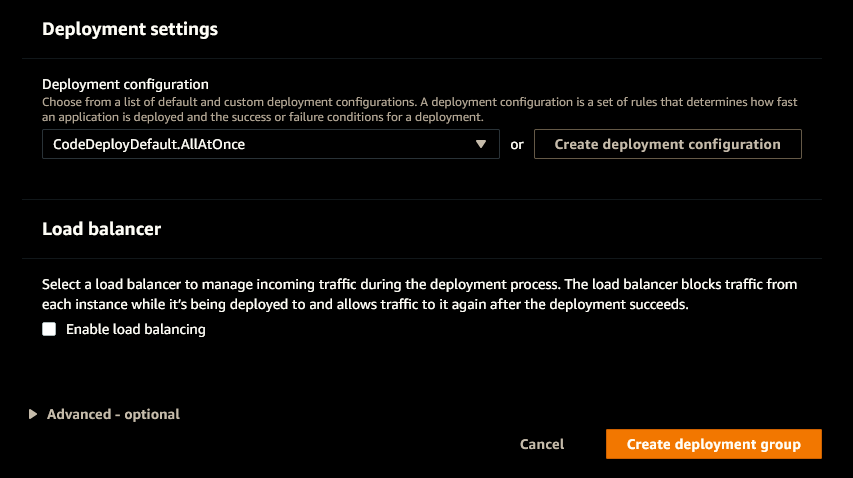 Deployment settings
Deployment configuration
Choose from a list of default and custom deployment configurations. A deployment configuration is a set of rules that determines how fast
an application is deployed and the success or failure conditions for a deployment.
CodeDeployDefault.AllAtOnce or Create deployment configuration
Load balancer
Select a load balancer to manage incoming traffic during the deployment process. The load balancer blocks traffic from
each instance while it’s being deployed to and allows traffic to it again after the deployment succeeds.
Enable load balancing
Advanced - optional
Cancel Create deployment group